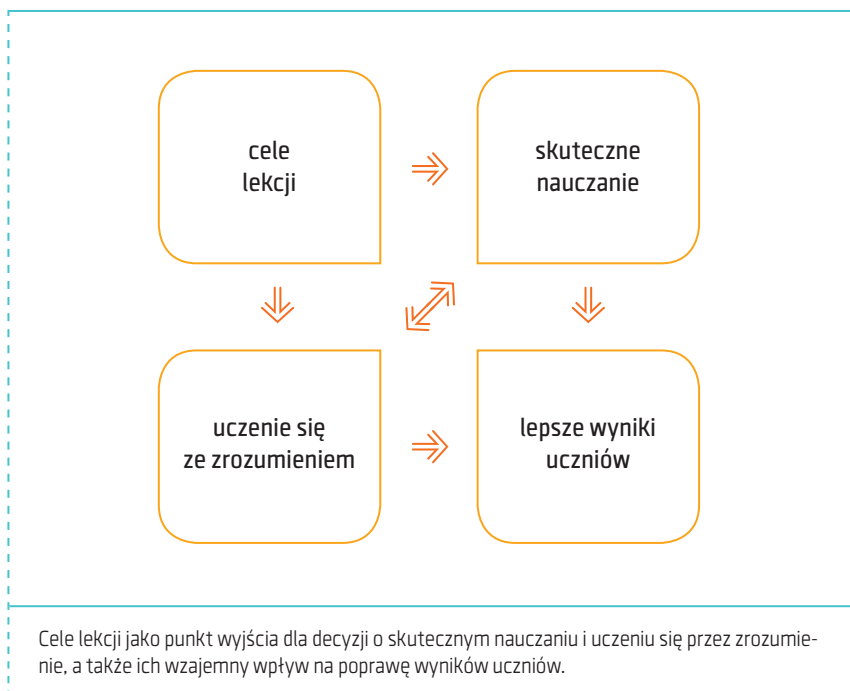 cele
lekcji
skuteczne
nauczanie
uczenie się
ze zrozumieniem
lepsze wyniki
uczniów
Cele lekcji jako punkt wyjścia dla decyzji o skutecznym nauczaniu i uczeniu się przez zrozumie-
nie, a także ich wzajemny wpływ na poprawę wyników uczniów.